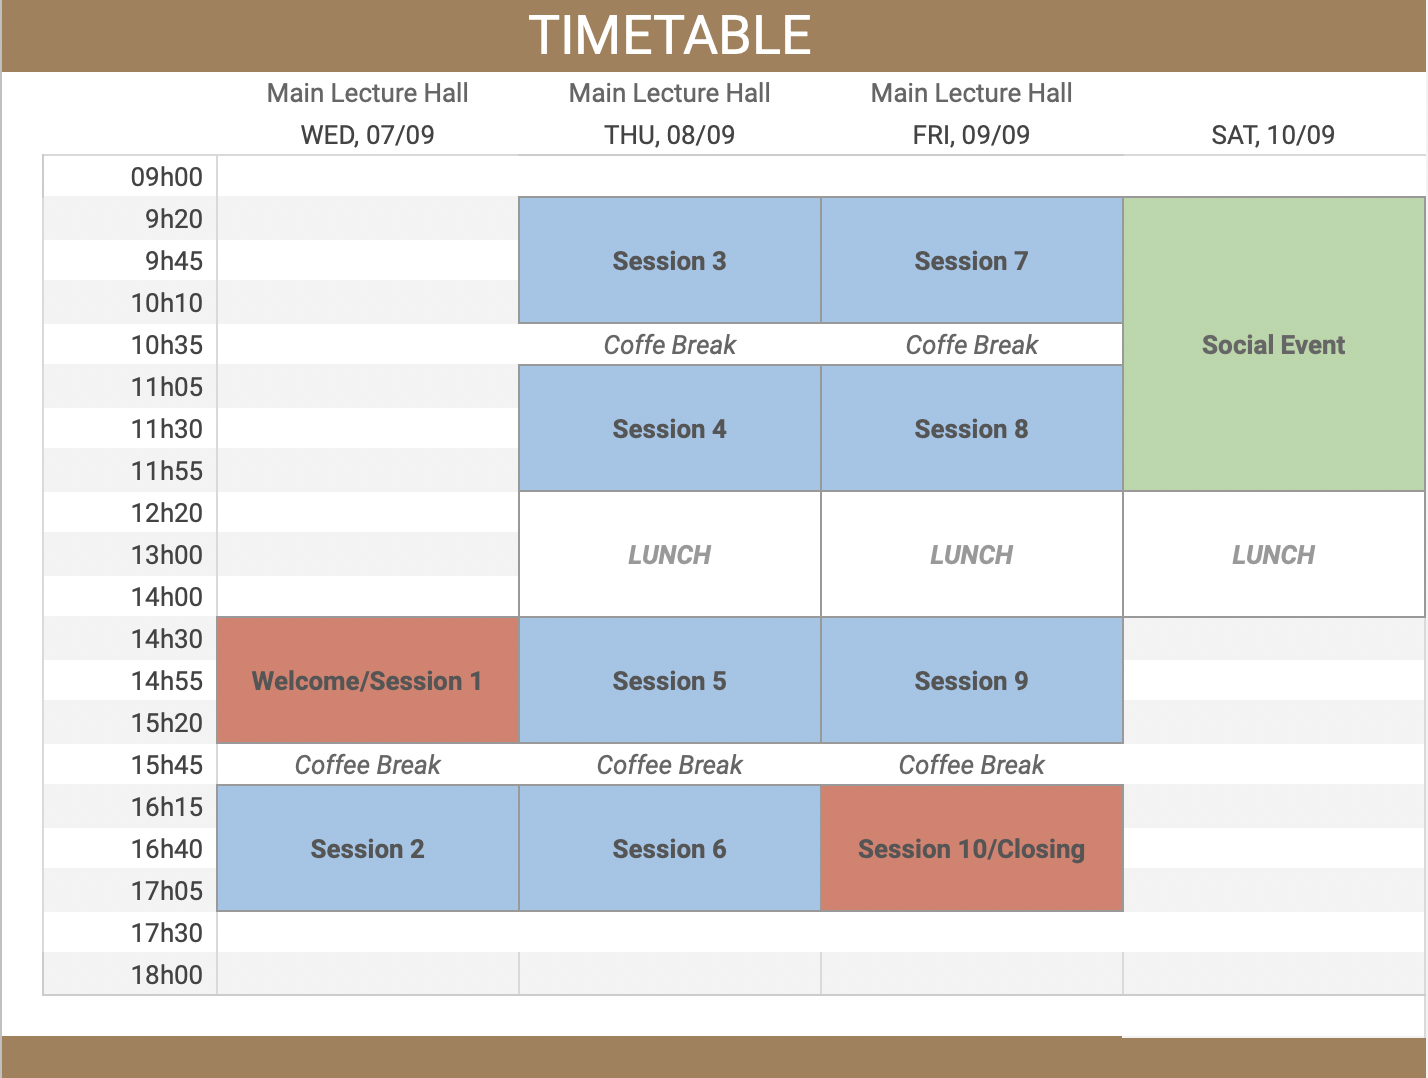 TIMETABLE
Main Lecture Hall Main Lecture Hall Main Lecture Hall
WED, 07/09 THU, 08/09 FRI, 09/09 SAT, 10/09
09h00
9h20
9h45 Session 3 Session 7
10h10
10h35 Coffe Break Coffe Break Social Event
11h05
11h30 Session 4 Session 8
11h55
12h20
13h00 LUNCH LUNCH LUNCH
14h00
14h30
14h55 Welcome/Session 1 Session 5 Session 9
15h20
15h45 Coffee Break Coffee Break Coffee Break
16h15
16h40 Session 2 Session 6 Session 10/Closing
17h05
17h30
18h00